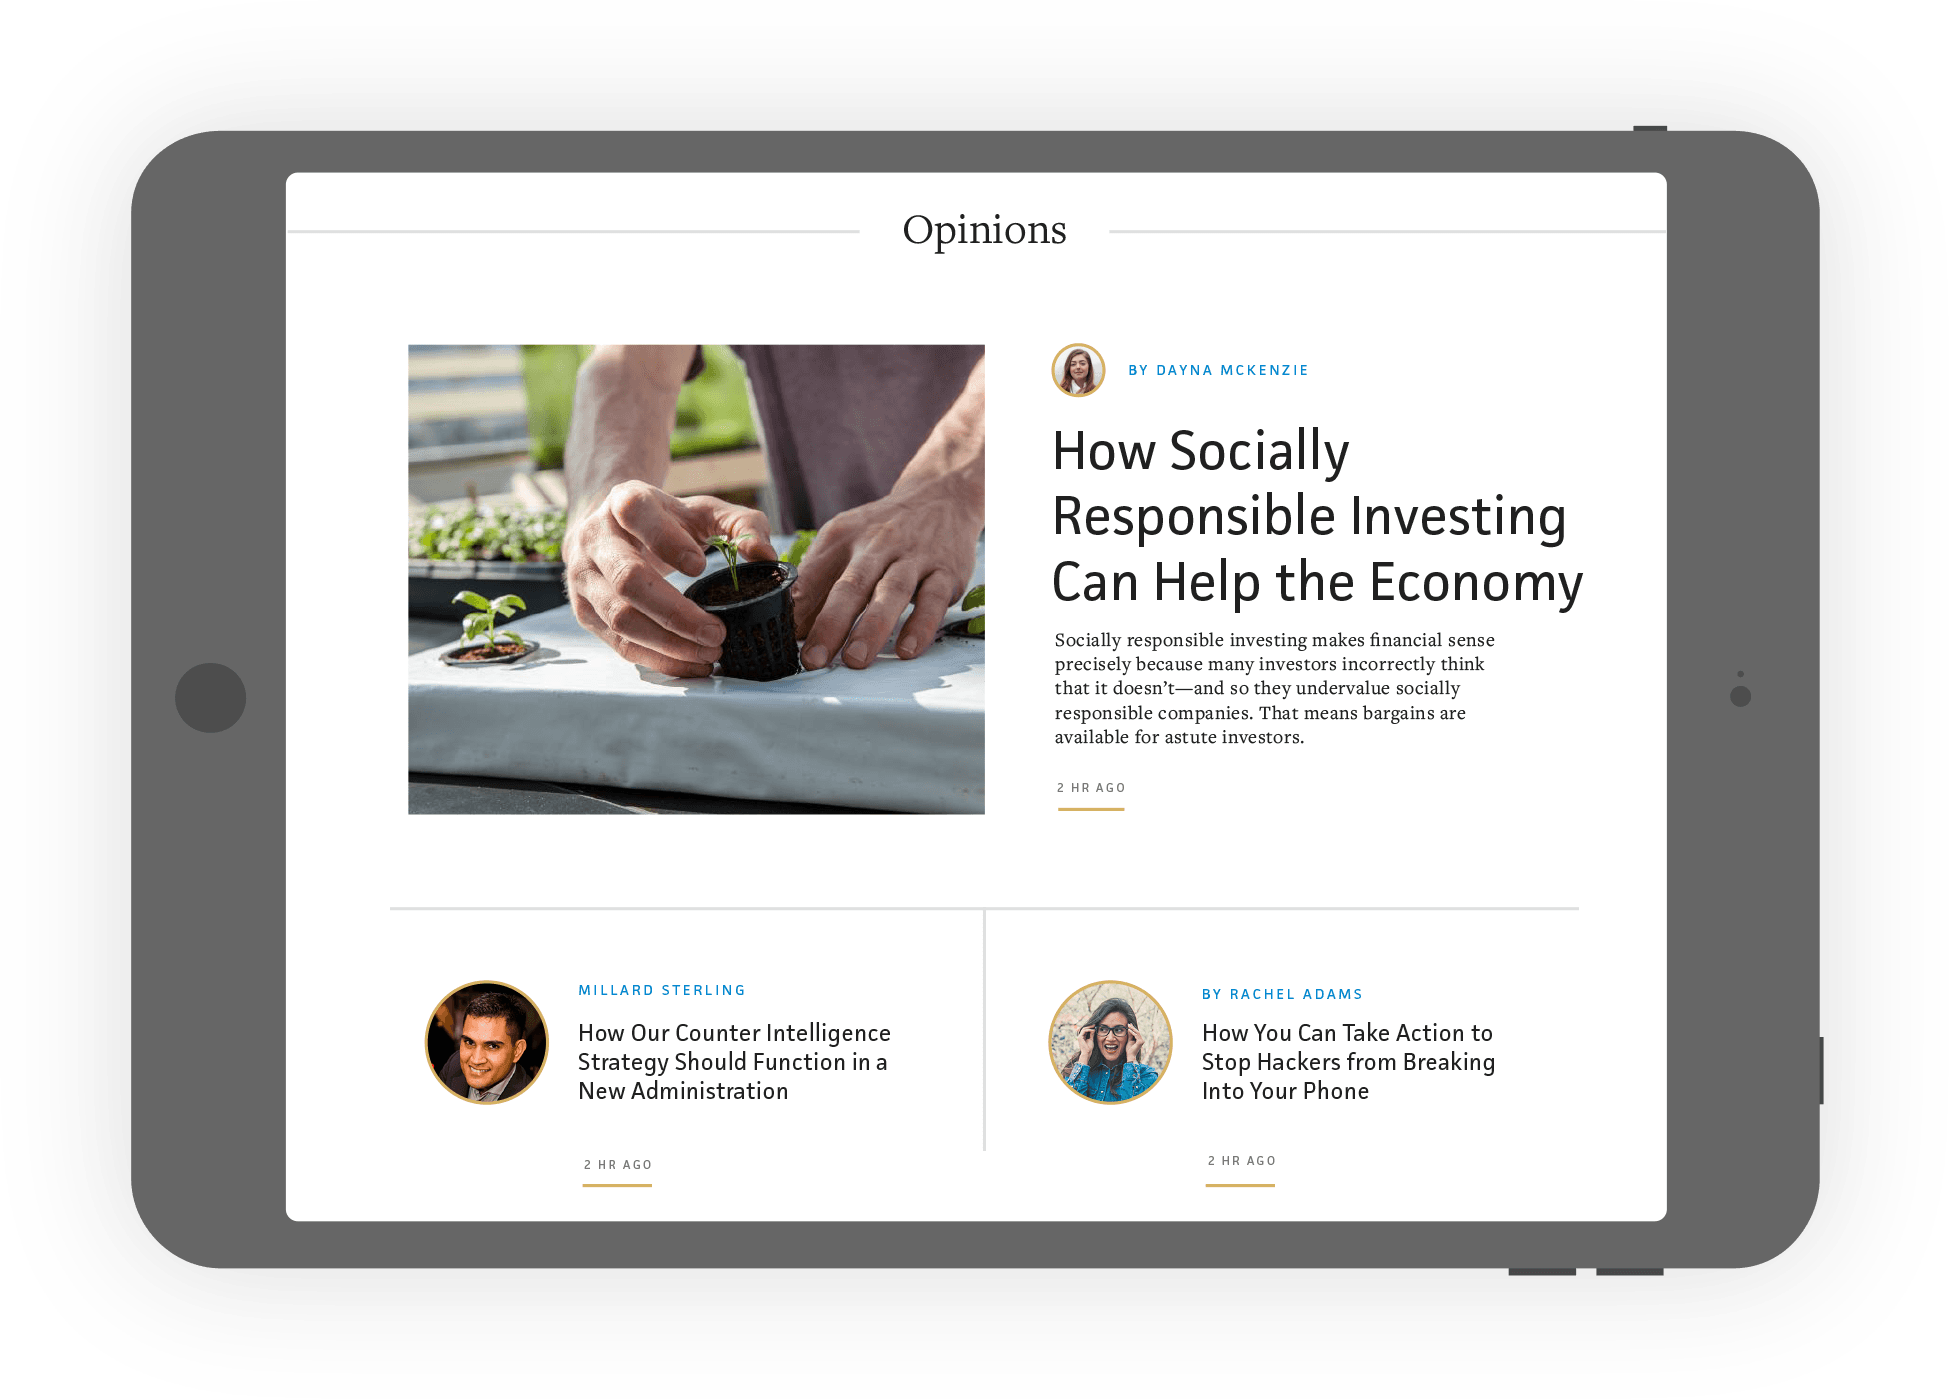 Opinions
BY DAYNA MCKENZIE
How Socially
Responsible Investing
Can Help the Economy
Socially responsible investing makes financial sense
precisely because many investors incorrectly think
that it doesn’t—and so they undervalue socially
responsible companies. That means bargains are
available for astute investors.
2 HR AGO
MILLARD STERLING
How Our Counter Intelligence
Strategy Should Function in a
New Administration
2 HR AGO
BY RACHEL ADAMS
How You Can Take Action to
Stop Hackers from Breaking
Into Your Phone
2 HR AGO